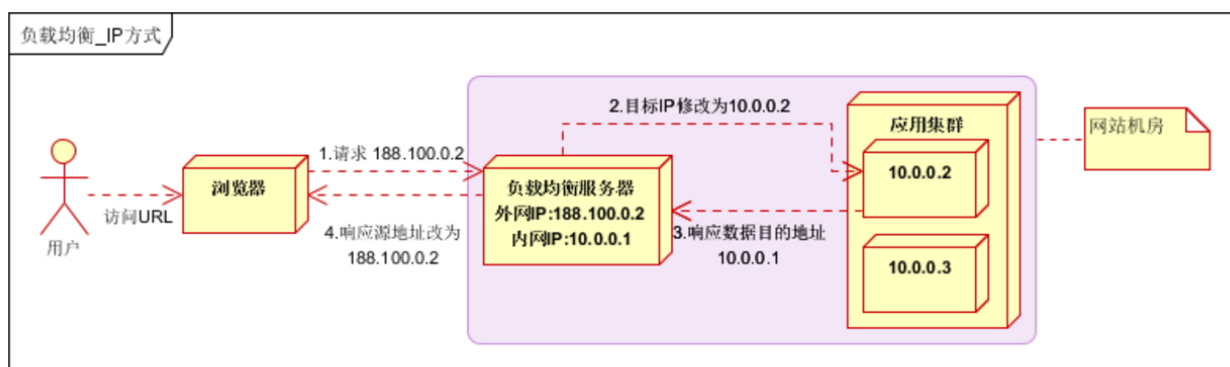 负载均衡_IP方式
用户
访问URL
浏览器
1.请求 188.100.0.2
4.响应源地址改为
188.100.0.2
负载均衡服务器
外网IP:188.100.0.2
内网IP:10.0.0.1
2.目标IP修改为10.0.0.2
3.响应数据目的地址
10.0.0.1
应用集群
10.0.0.2
10.0.0.3
网站机房